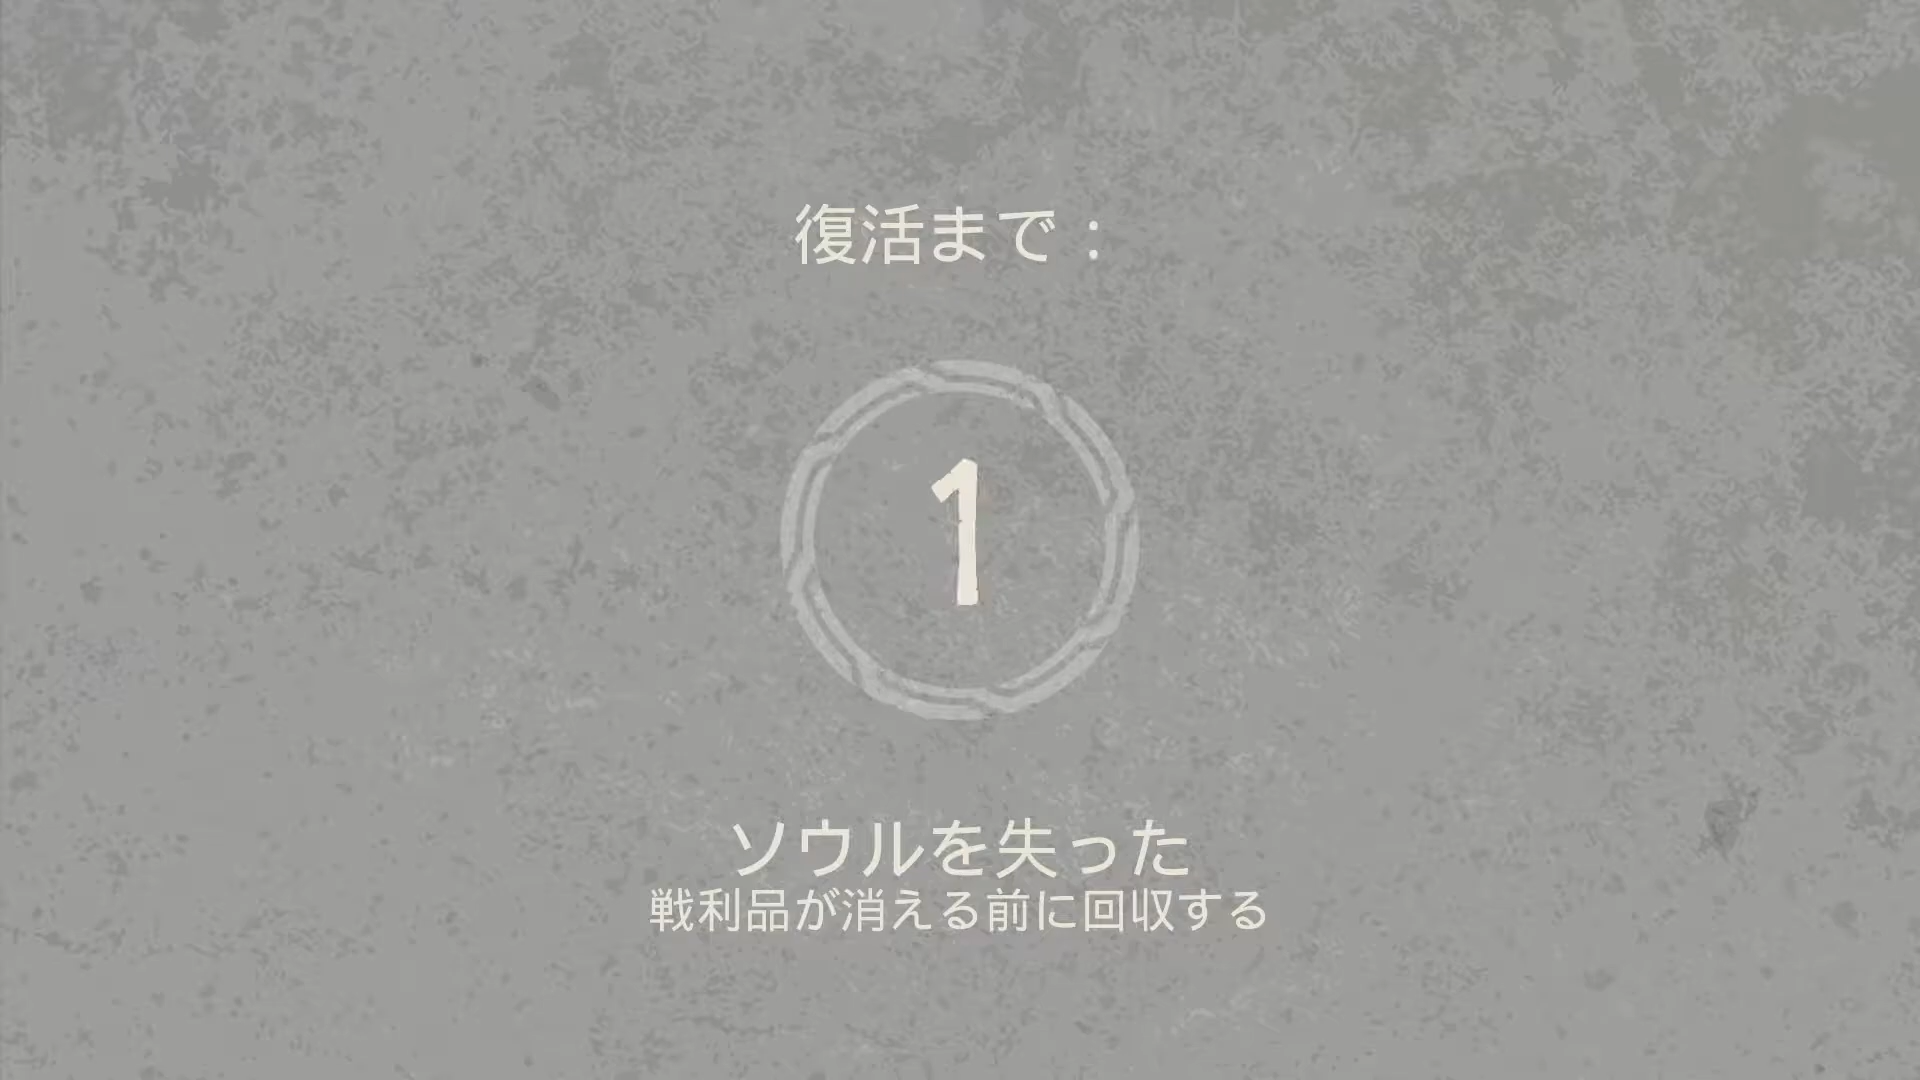 復活まで：
1
ソウルを失った
戦利品が消える前に回収する